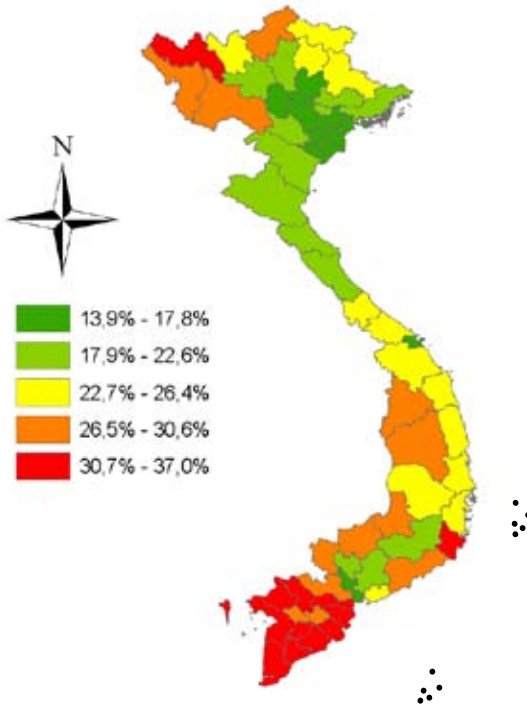 N
13,9% - 17,8%
17,9% - 22,6%
22,7% - 26,4%
26,5% - 30,6%
30,7% - 37,0%